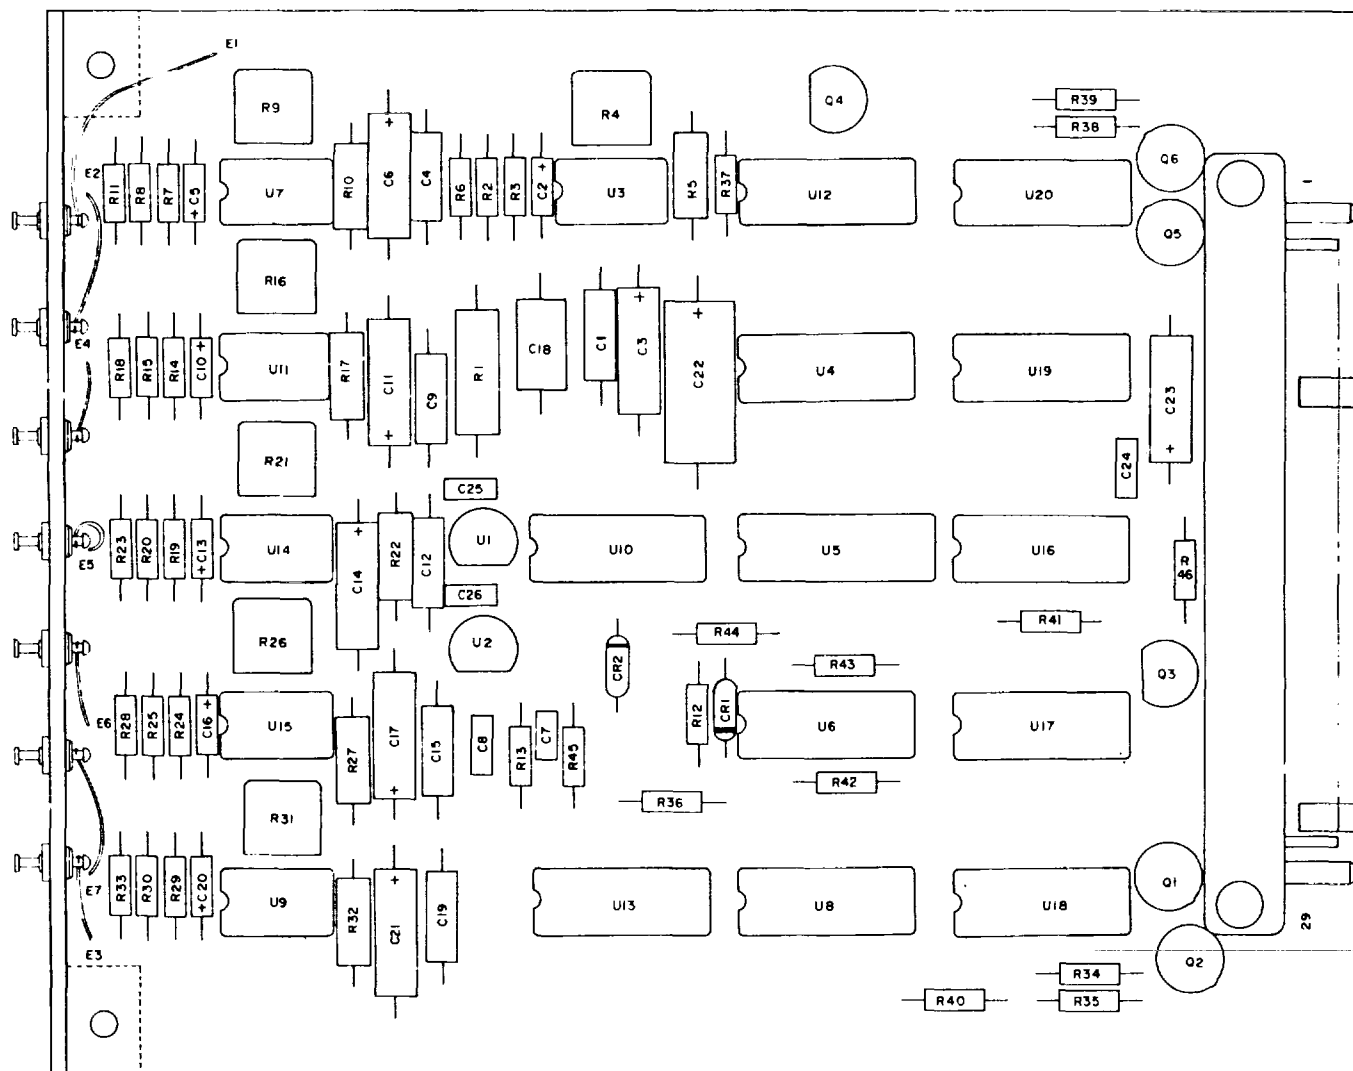 E1
R9
R4
Q4
R39
R38
Q6
E2
R11
R8
R7
+C5
U7
R10
+
C6
C4
R6
R2
R3
C2 +
U3
R5
R37
U12
U20
Q5
R16
E4
R18
R15
R14
C10 +
U11
R17
C11
+
C9
R1
C18
C1
+
C3
+
C22
U4
U19
C23
+
R21
C25
C24
E5
R23
R20
R19
+C13
U14
+
C14
R22
C12
U1
U10
U5
U16
R
46
C26
R26
U2
R44
R41
CR2
R43
Q3
E6
R28
R25
R24
C16 +
U15
R27
C17
+
C15
C8
R13
C7
R45
R12
CR1
U6
U17
R42
R36
R31
E7
R33
R30
R29
+C20
U9
R32
+
C21
C19
U13
U8
U18
Q1
29
E3
Q2
R34
R40
R35